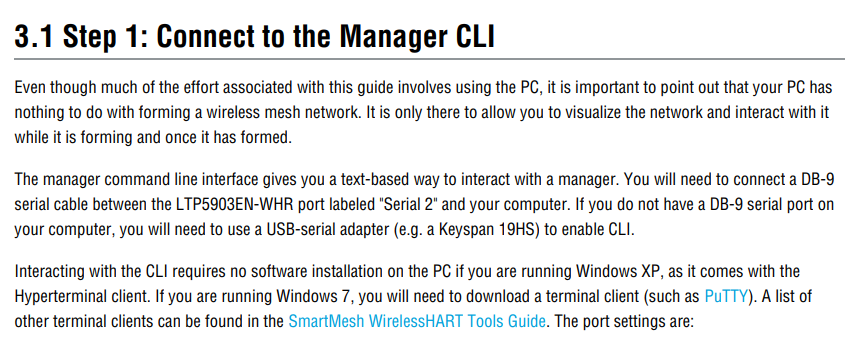 3.1 Step 1: Connect to the Manager CLI
Even though much of the effort associated with this guide involves using the PC, it is important to point out that your PC has
nothing to do with forming a wireless mesh network. It is only there to allow you to visualize the network and interact with it
while it is forming and once it has formed.
The manager command line interface gives you a text-based way to interact with a manager. You will need to connect a DB-9
serial cable between the LTP5903EN-WHR port labeled "Serial 2" and your computer. If you do not have a DB-9 serial port on
your computer, you will need to use a USB-serial adapter (e.g. a Keyspan 19HS) to enable CLI.
Interacting with the CLI requires no software installation on the PC if you are running Windows XP, as it comes with the
Hyperterminal client. If you are running Windows 7, you will need to download a terminal client (such as PuTTY). A list of
other terminal clients can be found in the SmartMesh WirelessHART Tools Guide. The port settings are: